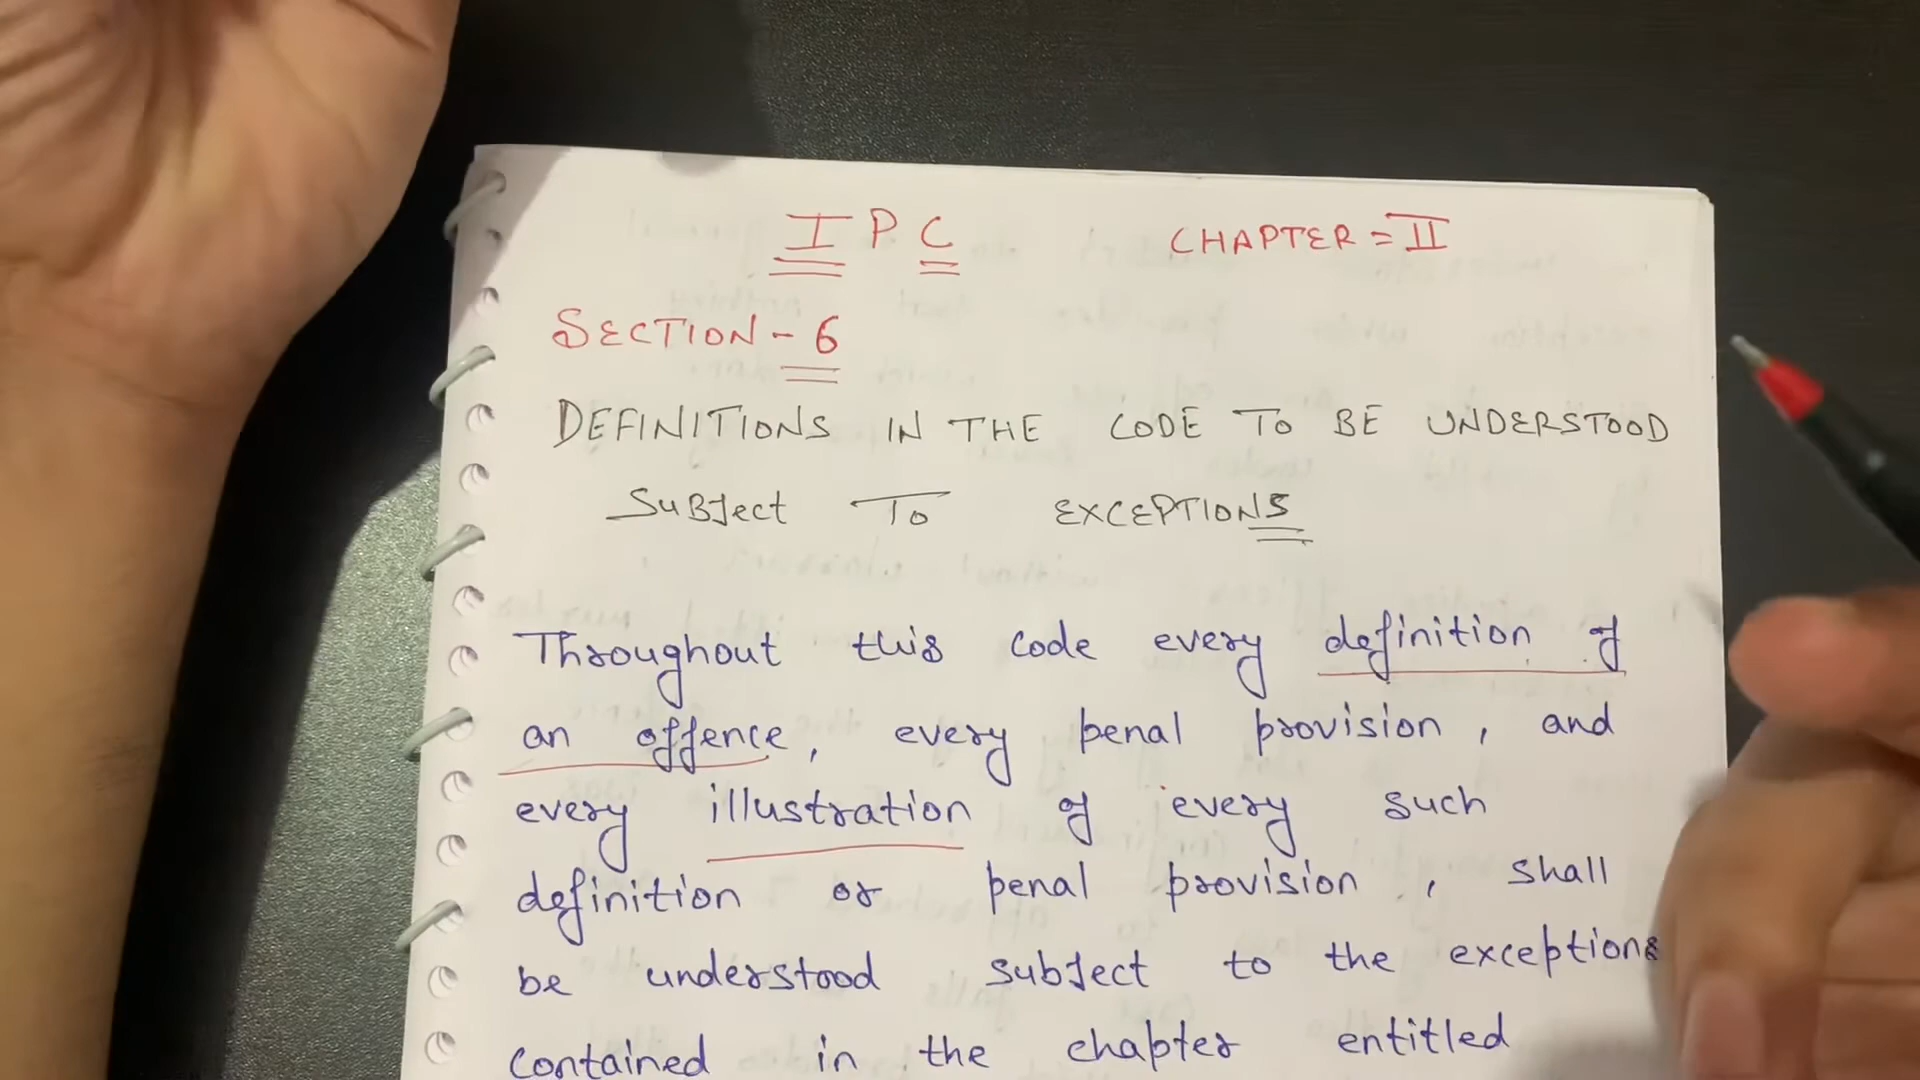 IPC CHAPTER = II
SECTION - 6
DEFINITIONS IN THE CODE TO BE UNDERSTOOD
SUBJECT TO EXCEPTIONS
Throughout this code every definition of
an offence, every penal provision, and
every illustration of every such
definition or penal provision, shall
be understood subject to the exceptions
contained in the chapter entitled